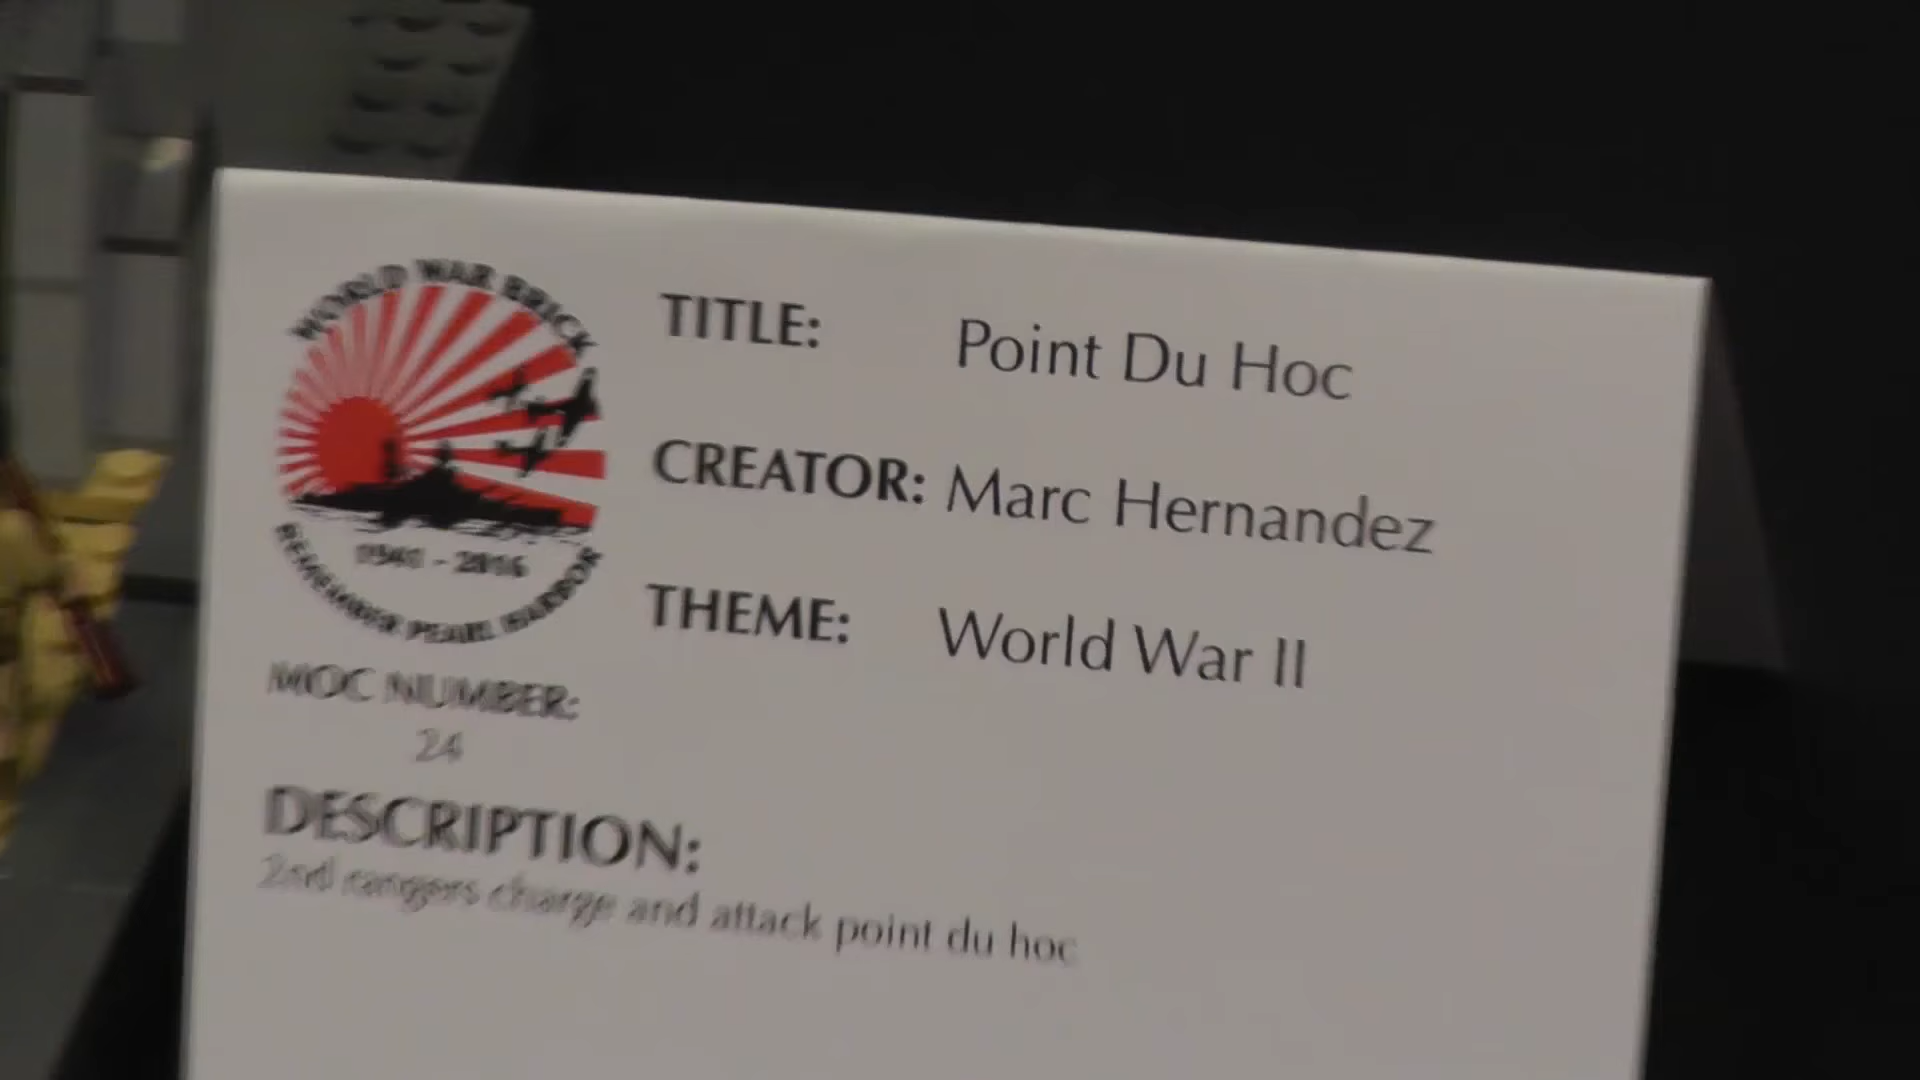 WORLD WAR BRICK
1941 - 2016
REMEMBER PEARL HARBOR
TITLE: Point Du Hoc
CREATOR: Marc Hernandez
THEME: World War II
MOC NUMBER:
24
DESCRIPTION:
2nd rangers charge and attack point du hoc